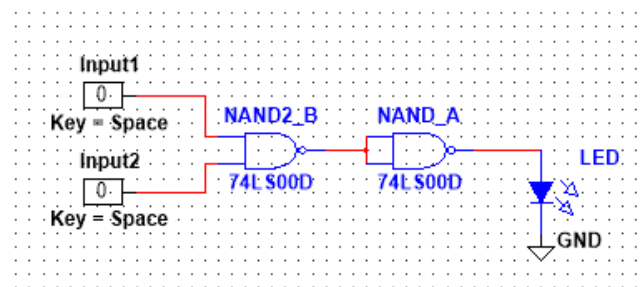 Input1
0
Key = Space
NAND2_B
NAND_A
74LS00D
74LS00D
Input2
0
Key = Space
LED
GND